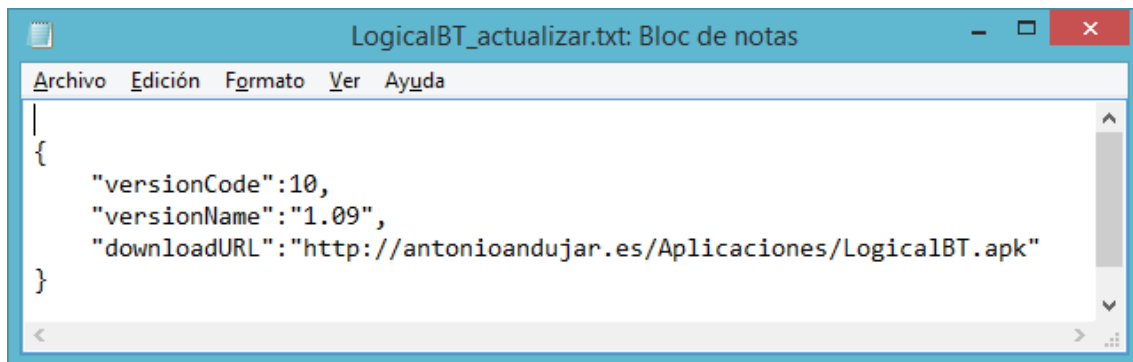 LogicalBT_actualizar.txt: Bloc de notas
Archivo Edición Formato Ver Ayuda
{
"versionCode":10,
"versionName":"1.09",
"downloadURL":"http://antonioandujar.es/Aplicaciones/LogicalBT.apk"
}